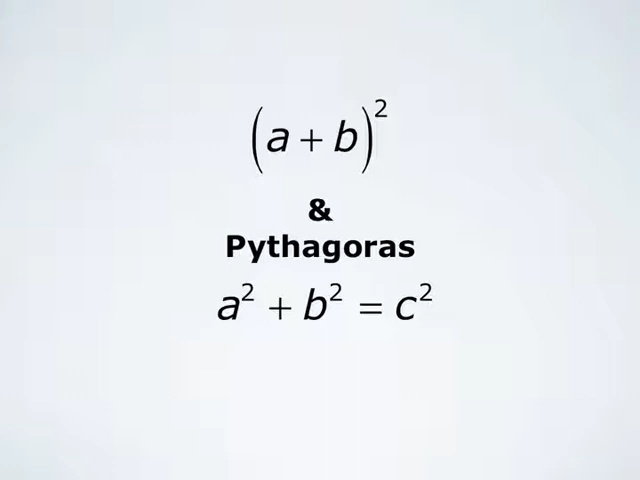 (a + b)²
&
Pythagoras
a² + b² = c²